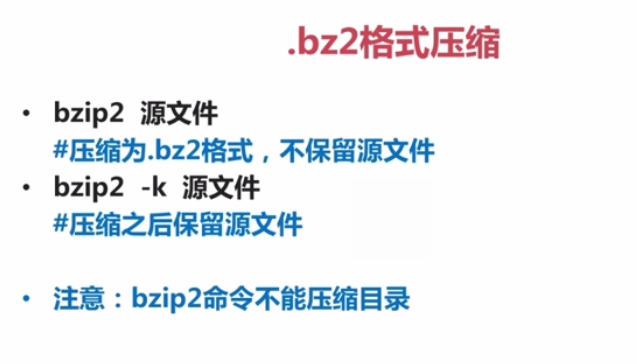 .bz2格式压缩
• bzip2 源文件
#压缩为.bz2格式，不保留源文件
• bzip2 -k 源文件
#压缩之后保留源文件
• 注意：bzip2命令不能压缩目录